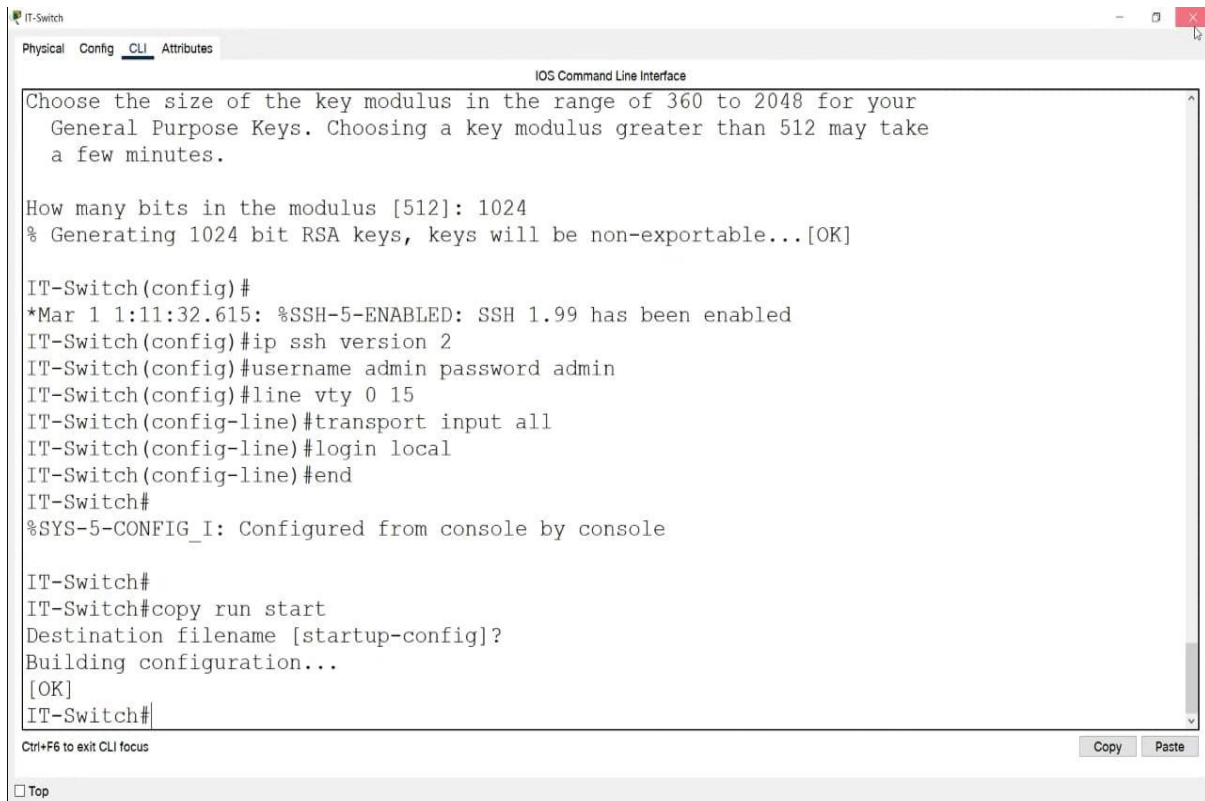 IT-Switch
Physical Config CLI Attributes
IOS Command Line Interface
Choose the size of the key modulus in the range of 360 to 2048 for your
General Purpose Keys. Choosing a key modulus greater than 512 may take
a few minutes.
How many bits in the modulus [512]: 1024
% Generating 1024 bit RSA keys, keys will be non-exportable...[OK]
IT-Switch(config)#
*Mar 1 1:11:32.615: %SSH-5-ENABLED: SSH 1.99 has been enabled
IT-Switch(config)#ip ssh version 2
IT-Switch(config)#username admin password admin
IT-Switch(config)#line vty 0 15
IT-Switch(config-line)#transport input all
IT-Switch(config-line)#login local
IT-Switch(config-line)#end
IT-Switch#
%SYS-5-CONFIG_I: Configured from console by console
IT-Switch#
IT-Switch#copy run start
Destination filename [startup-config]?
Building configuration...
[OK]
IT-Switch#
Ctrl+F6 to exit CLI focus
Copy Paste
Top